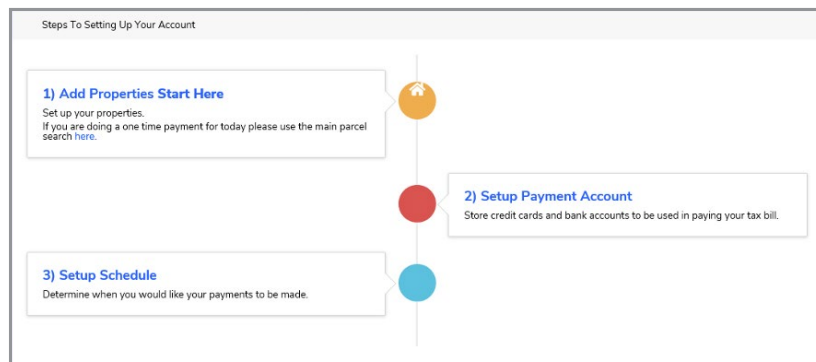 Steps To Setting Up Your Account
1) Add Properties Start Here
Set up your properties.
If you are doing a one time payment for today please use the main parcel
search here.
2) Setup Payment Account
Store credit cards and bank accounts to be used in paying your tax bill.
3) Setup Schedule
Determine when you would like your payments to be made.